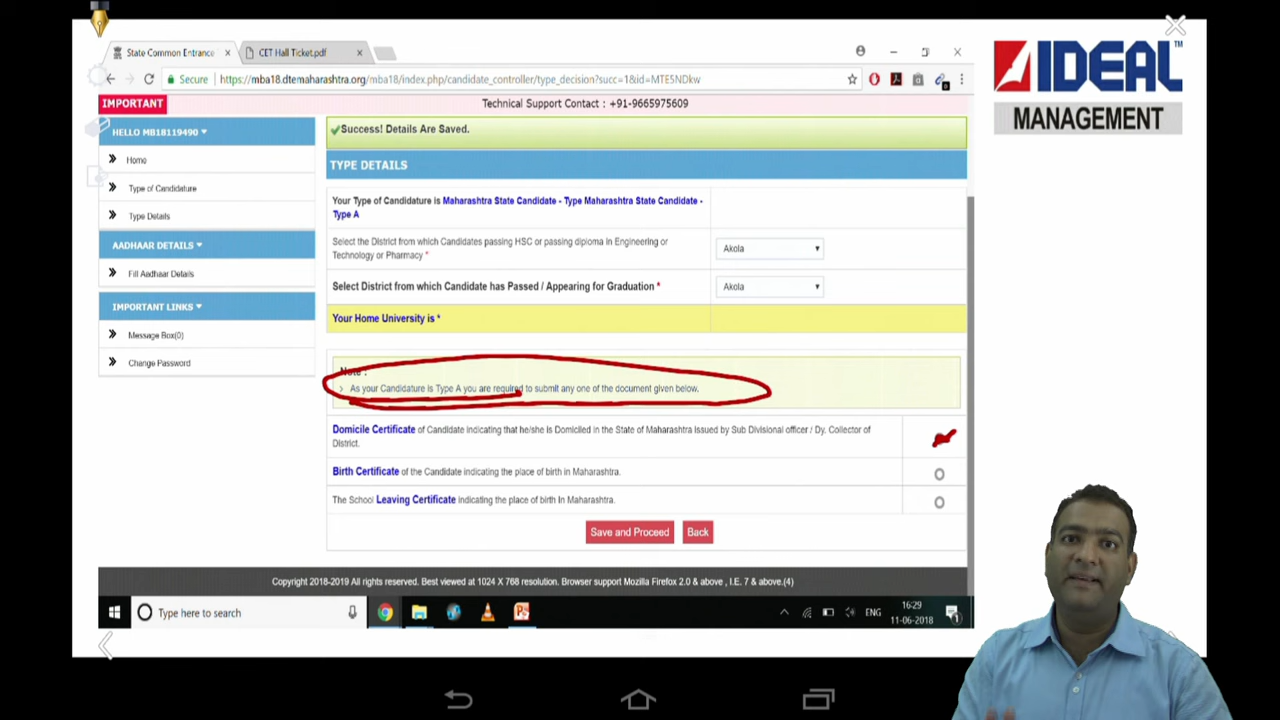 State Common Entrance
CET Hall Ticket.pdf
Secure
https://mba18.dtemaharashtra.org/mba18/index.php/candidate_controller/type_decision?succ=1&id=MTE5NDkw
IDEAL™
MANAGEMENT
IMPORTANT
Technical Support Contact : +91-9665975609
HELLO MB18119490
Home
Type of Candidature
Type Details
AADHAAR DETAILS
Fill Aadhaar Details
IMPORTANT LINKS
Message Box(0)
Change Password
Success! Details Are Saved.
TYPE DETAILS
Your Type of Candidature is Maharashtra State Candidate - Type Maharashtra State Candidate -
Type A
Select the District from which Candidates passing HSC or passing diploma in Engineering or
Technology or Pharmacy *
Akola
Select District from which Candidate has Passed / Appearing for Graduation *
Akola
Your Home University is *
Note :
As your Candidature is Type A you are required to submit any one of the document given below.
Domicile Certificate of Candidate indicating that he/she is Domiciled in the State of Maharashtra issued by Sub Divisional officer / Dy. Collector of
District.
Birth Certificate of the Candidate indicating the place of birth in Maharashtra.
The School Leaving Certificate indicating the place of birth in Maharashtra.
Save and Proceed
Back
Copyright 2018-2019 All rights reserved. Best viewed at 1024 X 768 resolution. Browser support Mozilla Firefox 2.0 & above , I.E. 7 & above.(4)
Type here to search
ENG
16:29
11-06-2018
1